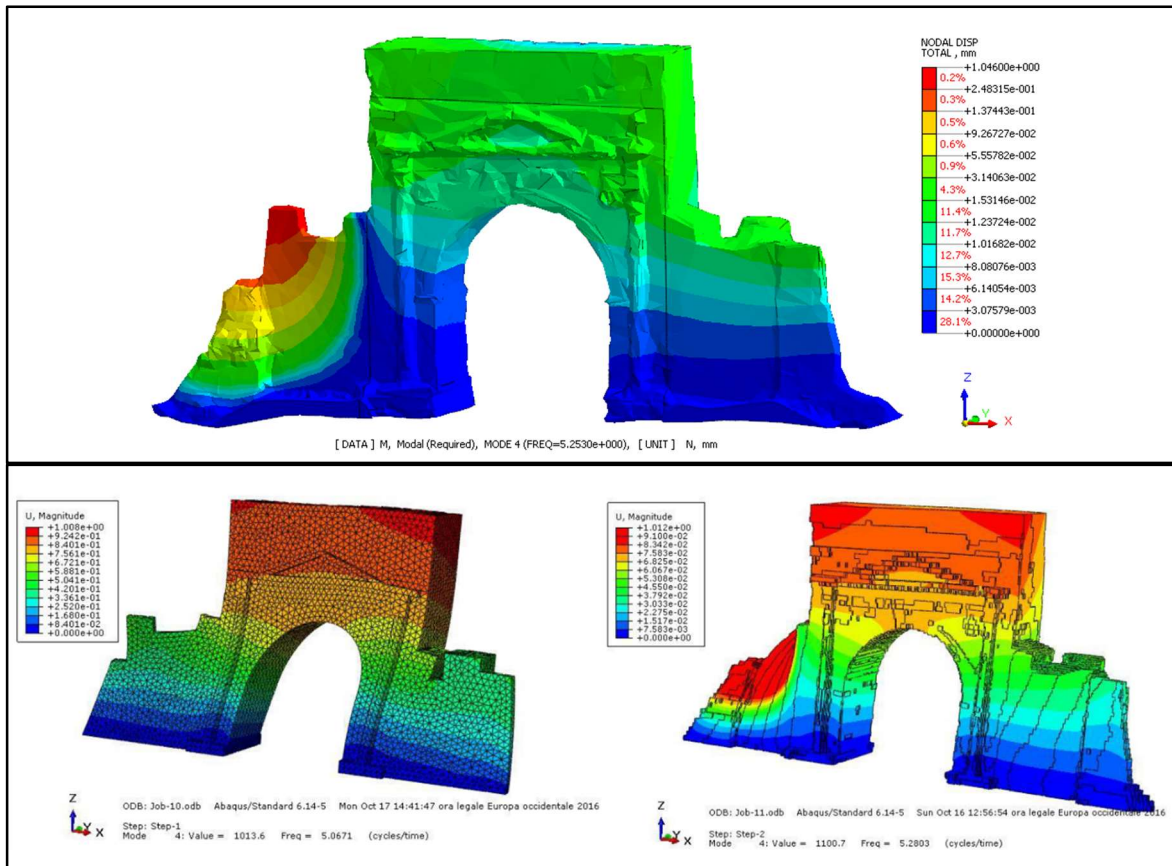 NODAL DISP
TOTAL , mm
+1.04600e+000
0.2%
+2.48315e-001
0.3%
+1.37443e-001
0.5%
+9.26727e-002
0.6%
+5.55782e-002
0.9%
+3.14063e-002
4.3%
+1.53146e-002
11.4%
+1.23724e-002
11.7%
+1.01682e-002
12.7%
+8.08076e-003
15.3%
+6.14054e-003
14.2%
+3.07579e-003
28.1%
+0.00000e+000
Z
Y
X
[ DATA ] M, Modal (Required), MODE 4 (FREQ=5.2530e+000), [ UNIT ] N, mm
U, Magnitude
+1.008e+00
+9.242e-01
+8.401e-01
+7.561e-01
+6.721e-01
+5.881e-01
+5.041e-01
+4.201e-01
+3.361e-01
+2.520e-01
+1.680e-01
+8.401e-02
+0.000e+00
Z
Y
X
ODB: Job-10.odb Abaqus/Standard 6.14-5 Mon Oct 17 14:41:47 ora legale Europa occidentale 2016
Step: Step-1
Mode 4: Value = 1013.6 Freq = 5.0671 (cycles/time)
U, Magnitude
+1.012e+00
+9.100e-02
+8.342e-02
+7.583e-02
+6.825e-02
+6.067e-02
+5.308e-02
+4.550e-02
+3.792e-02
+3.033e-02
+2.275e-02
+1.517e-02
+7.583e-03
+0.000e+00
Z
Y
X
ODB: Job-11.odb Abaqus/Standard 6.14-5 Sun Oct 16 12:56:54 ora legale Europa occidentale 2016
Step: Step-2
Mode 4: Value = 1100.7 Freq = 5.2803 (cycles/time)